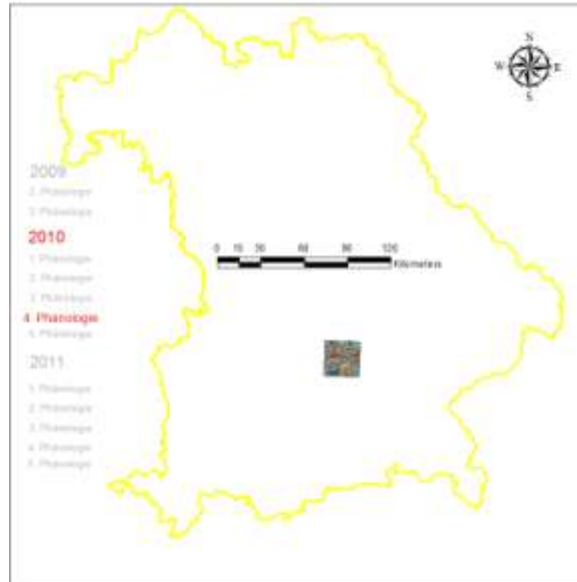 N
W E
S
2009
2. Phänologie
3. Phänologie
2010
0 15 30 60 90 120
Kilometers
1. Phänologie
2. Phänologie
3. Phänologie
4. Phänologie
5. Phänologie
2011
1. Phänologie
2. Phänologie
3. Phänologie
4. Phänologie
5. Phänologie